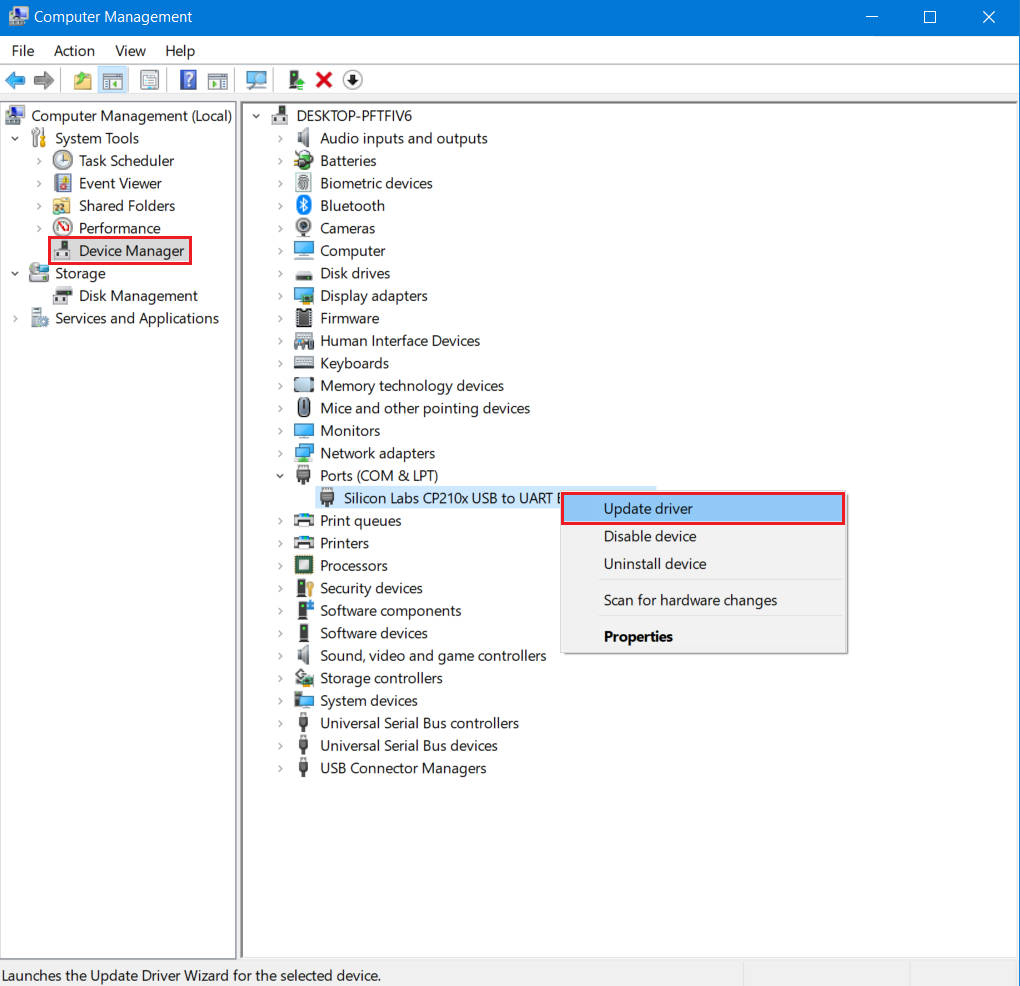 Computer Management
File Action View Help
Computer Management (Local)
System Tools
Task Scheduler
Event Viewer
Shared Folders
Performance
Device Manager
Storage
Disk Management
Services and Applications
DESKTOP-PFTFIV6
Audio inputs and outputs
Batteries
Biometric devices
Bluetooth
Cameras
Computer
Disk drives
Display adapters
Firmware
Human Interface Devices
Keyboards
Memory technology devices
Mice and other pointing devices
Monitors
Network adapters
Ports (COM & LPT)
Silicon Labs CP210x USB to UART
Print queues
Printers
Processors
Security devices
Software components
Software devices
Sound, video and game controllers
Storage controllers
System devices
Universal Serial Bus controllers
Universal Serial Bus devices
USB Connector Managers
Update driver
Disable device
Uninstall device
Scan for hardware changes
Properties
Launches the Update Driver Wizard for the selected device.